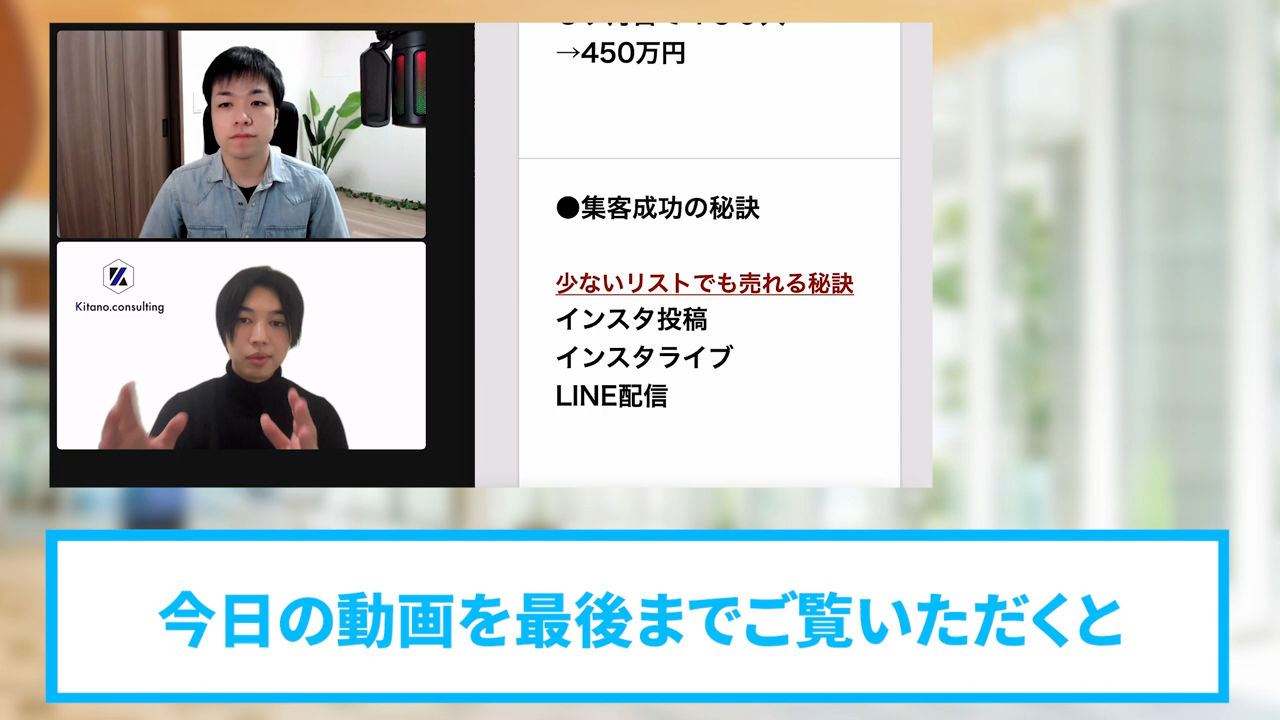 →450万円
●集客成功の秘訣
少ないリストでも売れる秘訣
インスタ投稿
インスタライブ
LINE配信
Kitano.consulting
今日の動画を最後までご覧いただくと